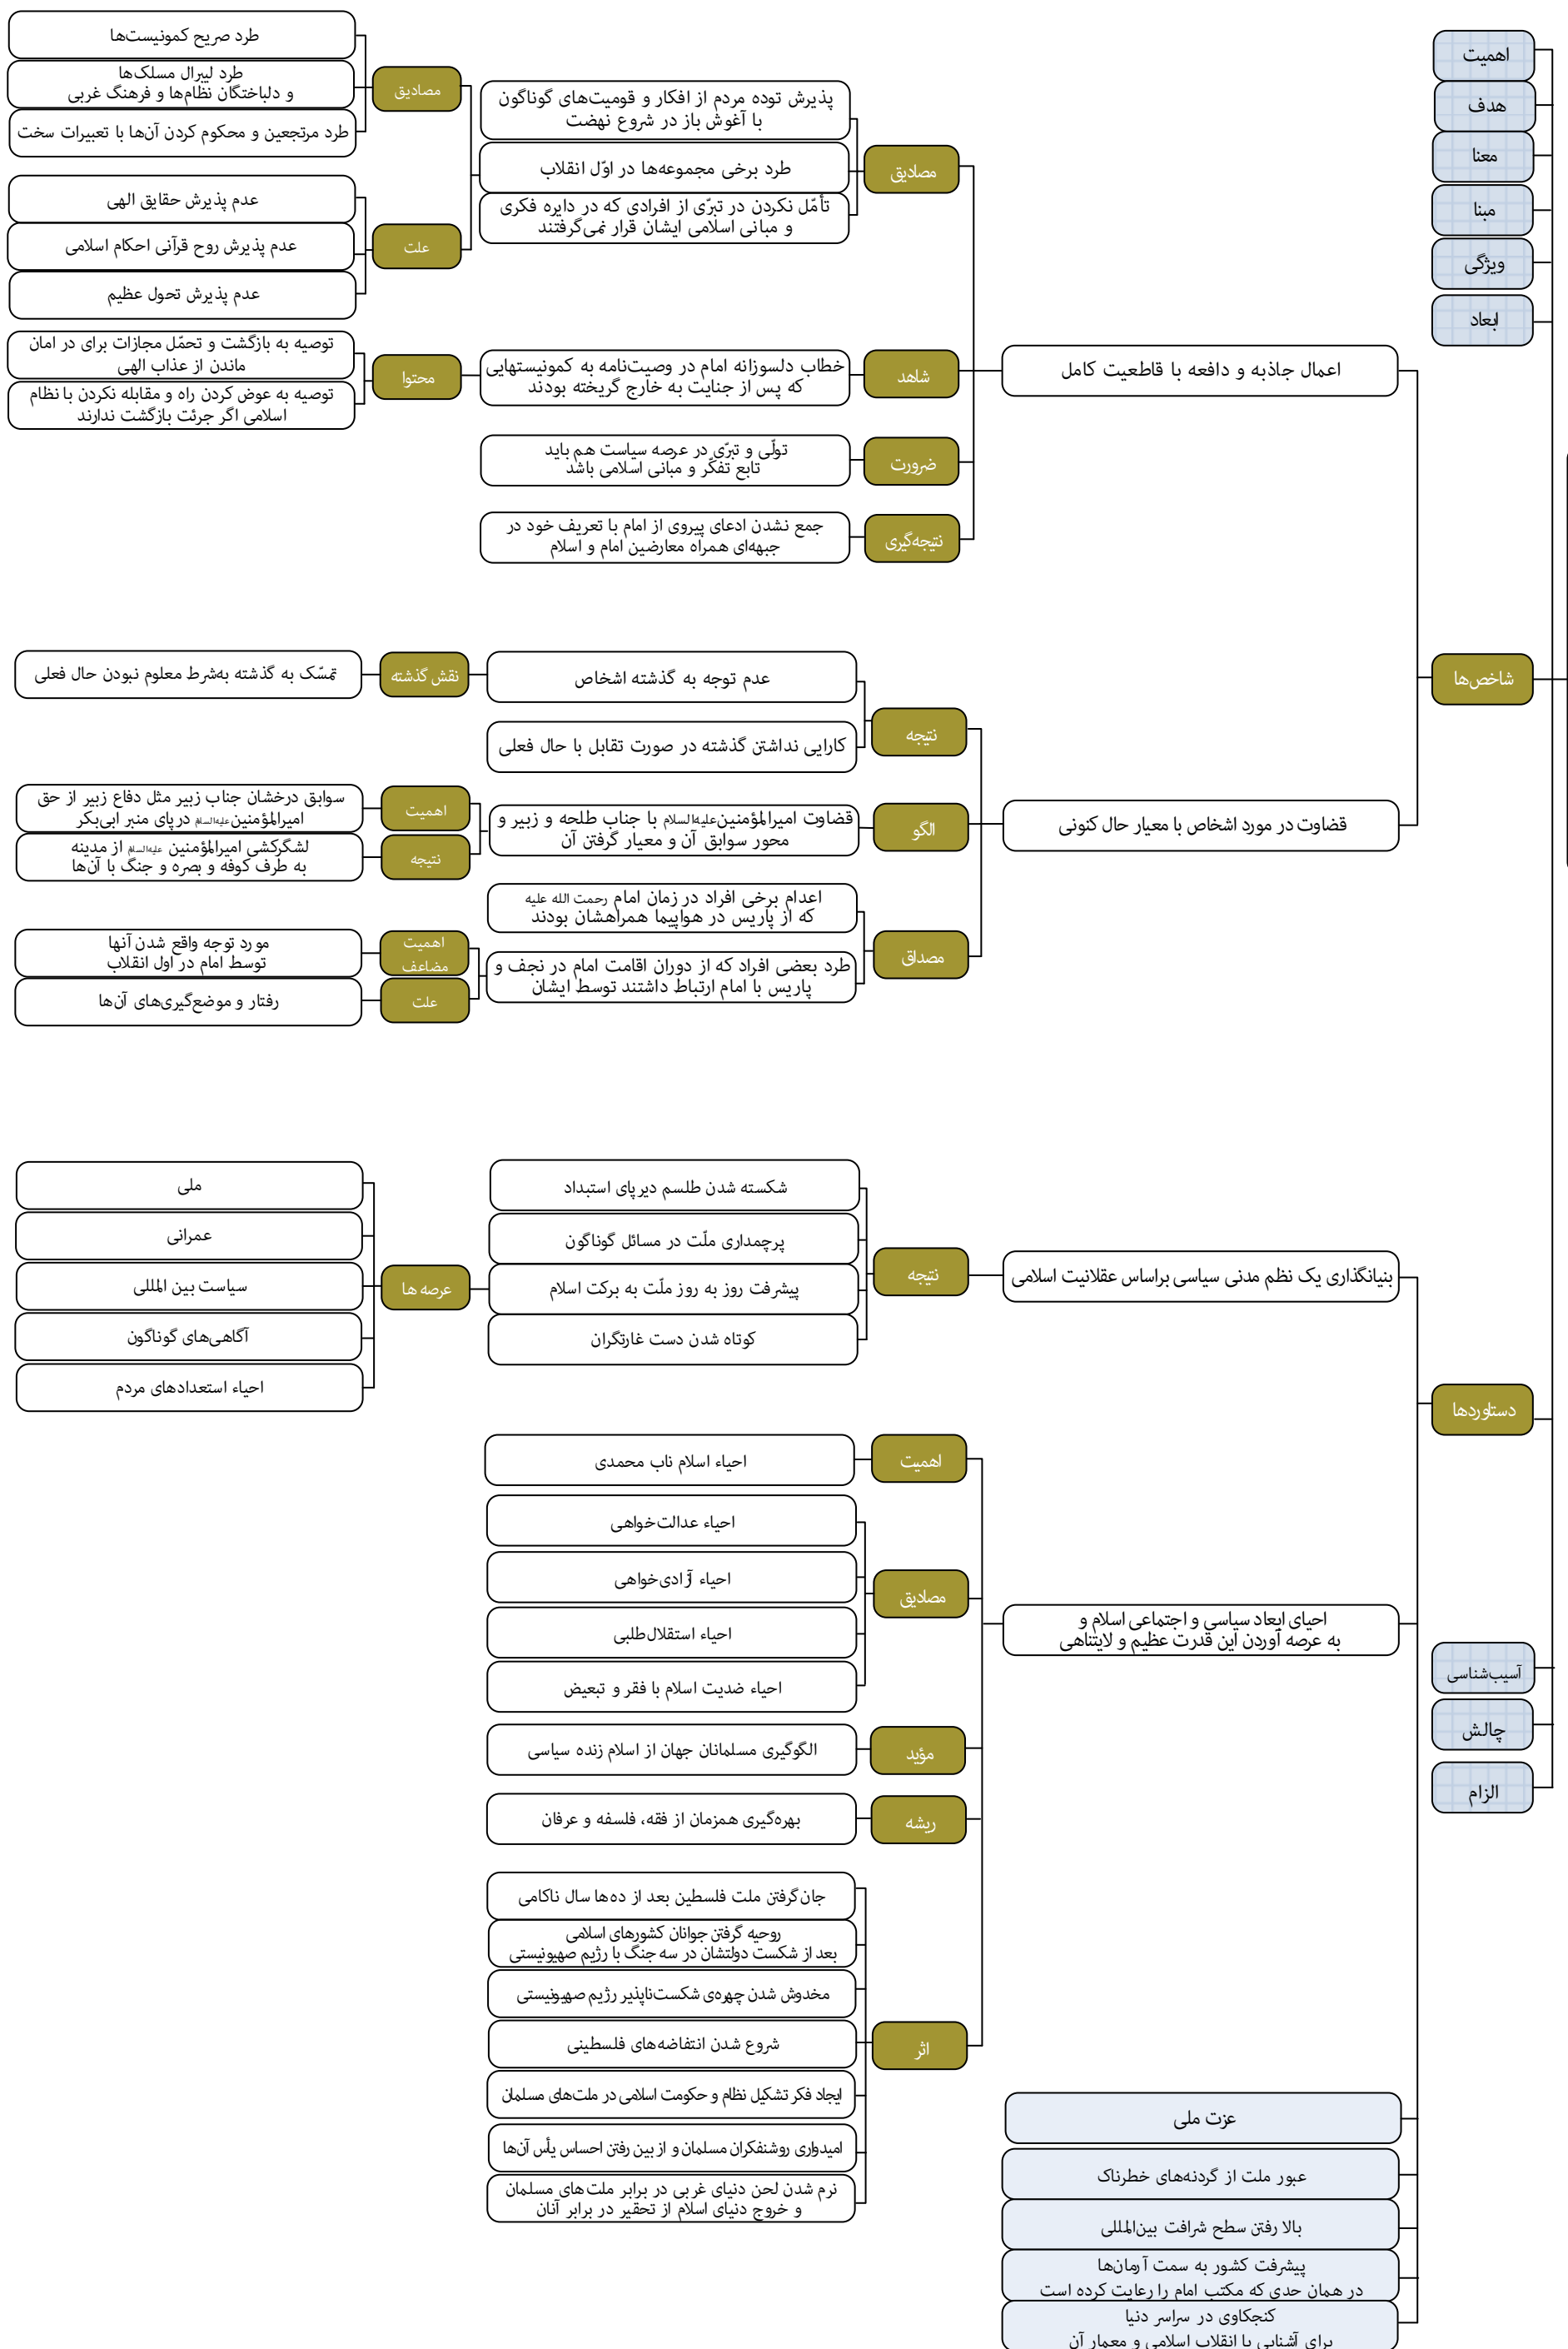 اهمیت
هدف
معنا
مبنا
ویژگی
ابعاد
شاخص‌ها
اعمال جاذبه و دافعه با قاطعیت کامل
مصادیق
پذیرش توده مردم از افکار و قومیت‌های گوناگون
با آغوش باز در شروع نهضت
طرد برخی مجموعه‌ها در اوّل انقلاب
تأمّل نکردن در تبرّی از افرادی که در دایره فکری
و مبانی اسلامی ایشان قرار نمی‌گرفتند
مصادیق
طرد صریح کمونیست‌ها
طرد لیبرال مسلک‌ها
و دلباختگان نظام‌ها و فرهنگ غربی
طرد مرتجعین و محکوم کردن آن‌ها با تعبیرات سخت
علت
عدم پذیرش حقایق الهی
عدم پذیرش روح قرآنی احکام اسلامی
عدم پذیرش تحول عظیم
شاهد
خطاب دلسوزانه امام در وصیت‌نامه به کمونیستهایی
که پس از جنایت به خارج گریخته بودند
محتوا
توصیه به بازگشت و تحمّل مجازات برای در امان
ماندن از عذاب الهی
توصیه به عوض کردن راه و مقابله نکردن با نظام
اسلامی اگر جرئت بازگشت ندارند
ضرورت
تولّی و تبرّی در عرصه سیاست هم باید
تابع تفکّر و مبانی اسلامی باشد
نتیجه‌گیری
جمع نشدن ادعای پیروی از امام با تعریف خود در
جبهه‌ای همراه معارضین امام و اسلام
قضاوت در مورد اشخاص با معیار حال کنونی
نتیجه
عدم توجه به گذشته اشخاص
نقش گذشته
تمسّک به گذشته به‌شرط معلوم نبودن حال فعلی
کارایی نداشتن گذشته در صورت تقابل با حال فعلی
الگو
قضاوت امیرالمؤمنین علیه‌السلام با جناب طلحه و زبیر و
محور سوابق آن و معیار گرفتن آن
اهمیت
سوابق درخشان جناب زبیر مثل دفاع زبیر از حق
امیرالمؤمنین علیه‌السلام در پای منبر ابی‌بکر
نتیجه
لشگرکشی امیرالمؤمنین علیه‌السلام از مدینه
به طرف کوفه و بصره و جنگ با آن‌ها
مصداق
اعدام برخی افراد در زمان امام رحمت الله علیه
که از پاریس در هواپیما همراهشان بودند
طرد بعضی افراد که از دوران اقامت امام در نجف و
پاریس با امام ارتباط داشتند توسط ایشان
اهمیت
مضاعف
مورد توجه واقع شدن آنها
توسط امام در اول انقلاب
علت
رفتار و موضع‌گیری‌های آن‌ها
دستاوردها
بنیانگذاری یک نظم مدنی سیاسی براساس عقلانیت اسلامی
نتیجه
شکسته شدن طلسم دیرپای استبداد
پرچمداری ملّت در مسائل گوناگون
پیشرفت روز به روز ملّت به برکت اسلام
کوتاه شدن دست غارتگران
عرصه ها
ملی
عمرانی
سیاست بین المللی
آگاهی‌های گوناگون
احیاء استعدادهای مردم
احیای ابعاد سیاسی و اجتماعی اسلام و
به عرصه آوردن این قدرت عظیم و لایتناهی
اهمیت
احیاء اسلام ناب محمدی
مصادیق
احیاء عدالت‌خواهی
احیاء آزادی‌خواهی
احیاء استقلال‌طلبی
احیاء ضدیت اسلام با فقر و تبعیض
مؤید
الگوگیری مسلمانان جهان از اسلام زنده سیاسی
ریشه
بهره‌گیری همزمان از فقه، فلسفه و عرفان
اثر
جان‌گرفتن ملت فلسطین بعد از ده‌ها سال ناکامی
روحیه گرفتن جوانان کشورهای اسلامی
بعد از شکست دولتشان در سه جنگ با رژیم صهیونیستی
مخدوش شدن چهره‌ی شکست‌ناپذیر رژیم صهیونیستی
شروع شدن انتفاضه‌های فلسطینی
ایجاد فکر تشکیل نظام و حکومت اسلامی در ملت‌های مسلمان
امیدواری روشنفکران مسلمان و از بین رفتن احساس یأس آن‌ها
نرم شدن لحن دنیای غربی در برابر ملت‌های مسلمان
و خروج دنیای اسلام از تحقیر در برابر آنان
عزت ملی
عبور ملت از گردنه‌های خطرناک
بالا رفتن سطح شرافت بین‌المللی
پیشرفت کشور به سمت آرمان‌ها
در همان حدی که مکتب امام را رعایت کرده است
کنجکاوی در سراسر دنیا
برای آشنایی با انقلاب اسلامی و معمار آن
آسیب‌شناسی
چالش
الزام